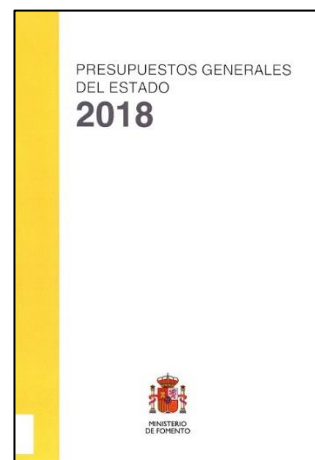 PRESUPUESTOS GENERALES
DEL ESTADO
2018
MINISTERIO
DE FOMENTO